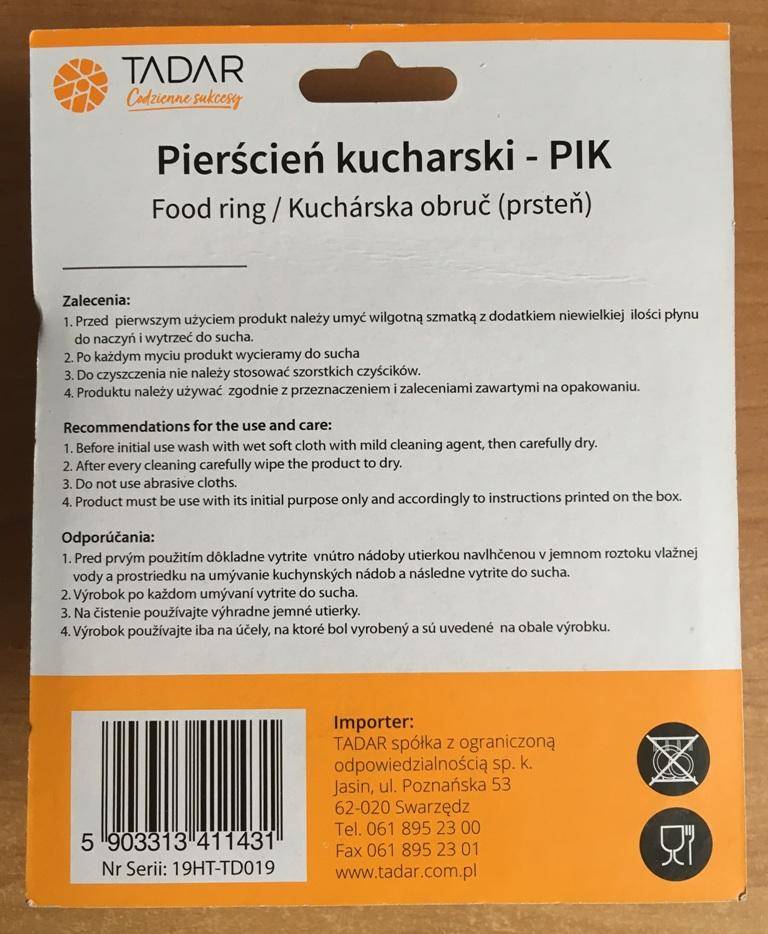 TADAR
Codzienne sukcesy
Pierścień kucharski - PIK
Food ring / Kuchárska obruč (prsteň)
Zalecenia:
1. Przed pierwszym użyciem produkt należy umyć wilgotną szmatką z dodatkiem niewielkiej ilości płynu
do naczyń i wytrzeć do sucha.
2. Po każdym myciu produkt wycieramy do sucha
3. Do czyszczenia nie należy stosować szorstkich czyścików.
4. Produktu należy używać zgodnie z przeznaczeniem i zaleceniami zawartymi na opakowaniu.
Recommendations for the use and care:
1. Before initial use wash with wet soft cloth with mild cleaning agent, then carefully dry.
2. After every cleaning carefully wipe the product to dry.
3. Do not use abrasive cloths.
4. Product must be use with its initial purpose only and accordingly to instructions printed on the box.
Odporúčania:
1. Pred prvým použitím dôkladne vytrite vnútro nádoby utierkou navlhčenou v jemnom roztoku vlažnej
vody a prostriedku na umývanie kuchynských nádob a následne vytrite do sucha.
2. Výrobok po každom umývaní vytrite do sucha.
3. Na čistenie používajte výhradne jemné utierky.
4. Výrobok používajte iba na účely, na ktoré bol vyrobený a sú uvedené na obale výrobku.
5 903313 411431
Nr Serii: 19HT-TD019
Importer:
TADAR spółka z ograniczoną
odpowiedzialnością sp. k.
Jasin, ul. Poznańska 53
62-020 Swarzędz
Tel. 061 895 23 00
Fax 061 895 23 01
www.tadar.com.pl